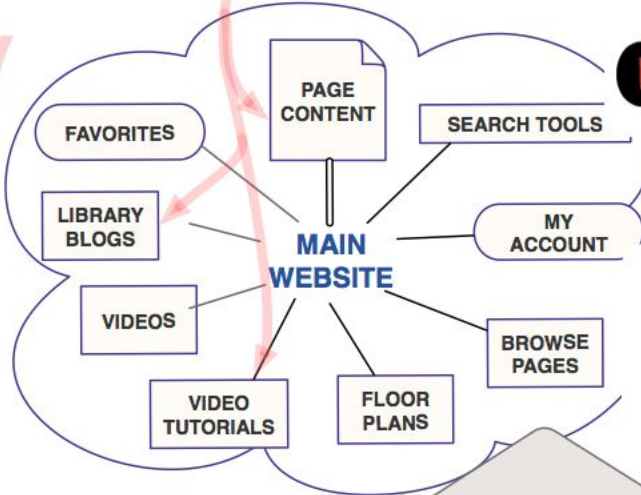 PAGE
CONTENT
FAVORITES
SEARCH TOOLS
LIBRARY
BLOGS
MY
ACCOUNT
MAIN
WEBSITE
VIDEOS
BROWSE
PAGES
VIDEO
TUTORIALS
FLOOR
PLANS